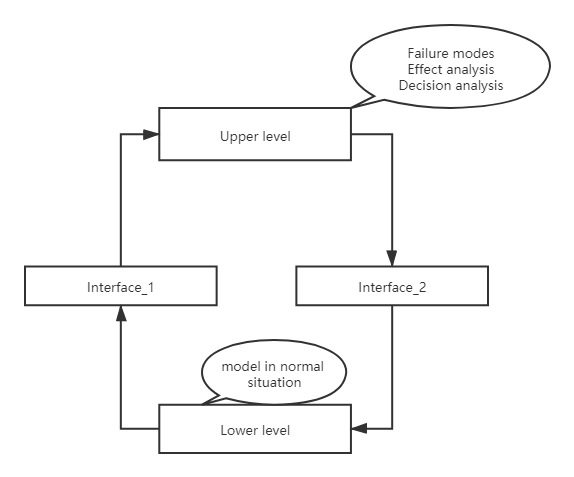 Failure modes
Effect analysis
Decision analysis
Upper level
Interface_1
Interface_2
model in normal
situation
Lower level